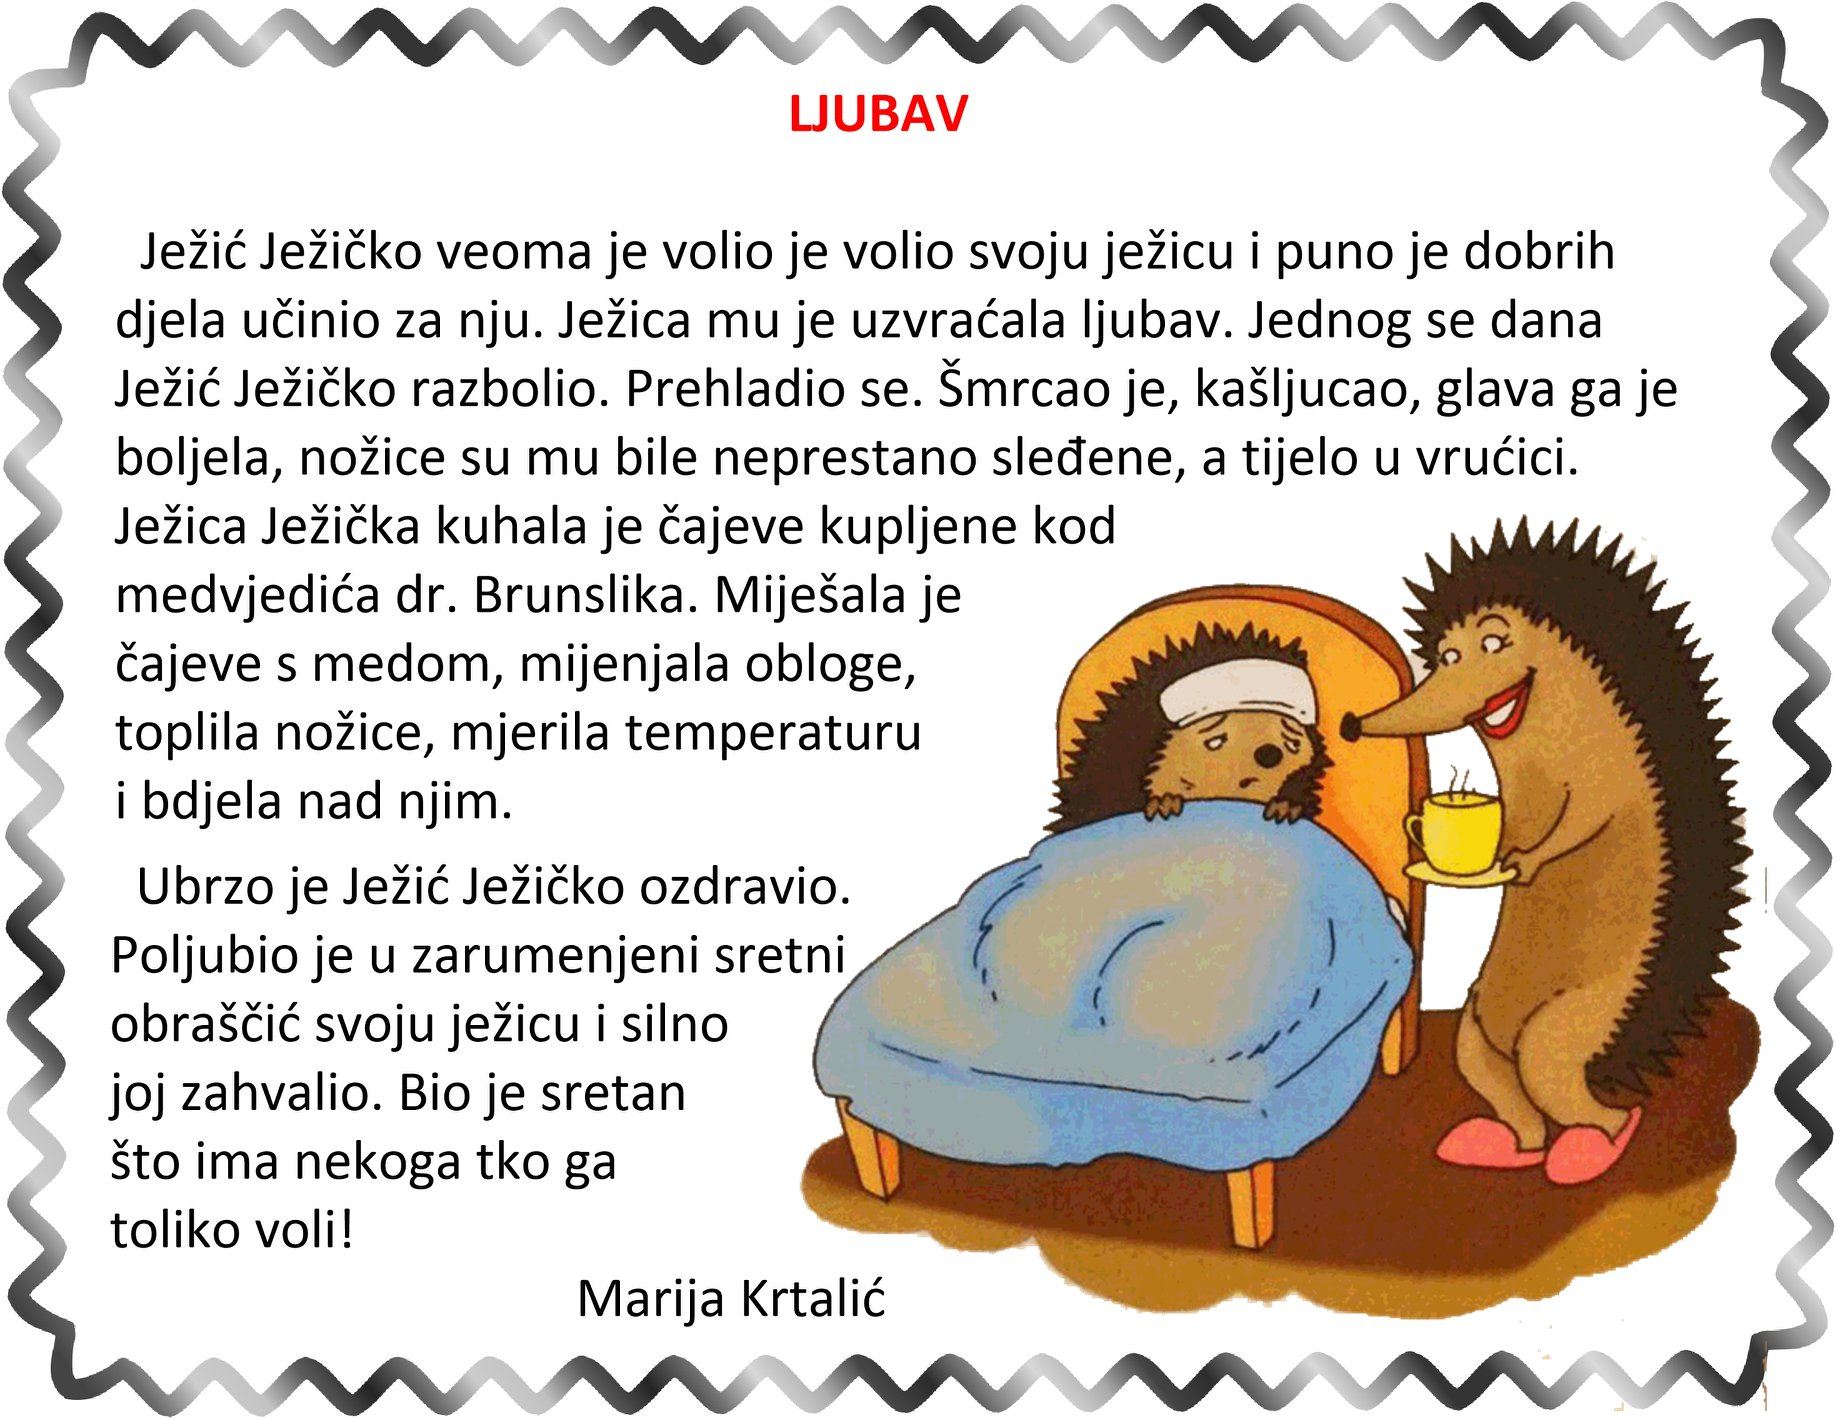 LJUBAV
Ježić Ježičko veoma je volio je volio svoju ježicu i puno je dobrih
djela učinio za nju. Ježica mu je uzvraćala ljubav. Jednog se dana
Ježić Ježičko razbolio. Prehladio se. Šmrcao je, kašljucao, glava ga je
boljela, nožice su mu bile neprestano sleđene, a tijelo u vrućici.
Ježica Ježička kuhala je čajeve kupljene kod
medvjedića dr. Brunslika. Miješala je
čajeve s medom, mijenjala obloge,
toplila nožice, mjerila temperaturu
i bdjela nad njim.
Ubrzo je Ježić Ježičko ozdravio.
Poljubio je u zarumenjeni sretni
obraščić svoju ježicu i silno
joj zahvalio. Bio je sretan
što ima nekoga tko ga
toliko voli!
Marija Krtalić